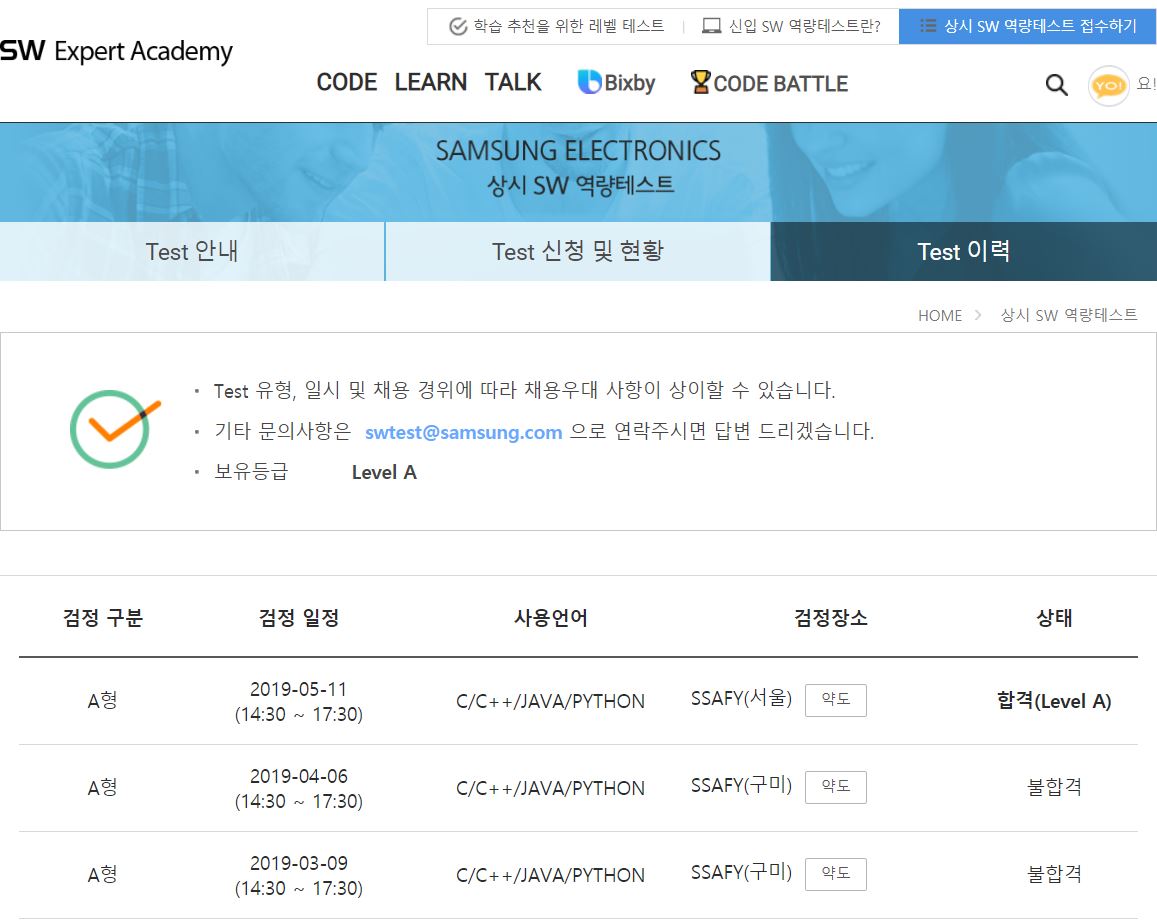 학습 추천을 위한 레벨 테스트 신입 SW 역량테스트란? 상시 SW 역량테스트 접수하기
SW Expert Academy
CODE LEARN TALK Bixby CODE BATTLE YO! 요!
SAMSUNG ELECTRONICS
상시 SW 역량테스트
Test 안내 Test 신청 및 현황 Test 이력
HOME > 상시 SW 역량테스트
· Test 유형, 일시 및 채용 경위에 따라 채용우대 사항이 상이할 수 있습니다.
· 기타 문의사항은 swtest@samsung.com 으로 연락주시면 답변 드리겠습니다.
· 보유등급 Level A
검정 구분 검정 일정 사용언어 검정장소 상태
A형 2019-05-11 (14:30 ~ 17:30) C/C++/JAVA/PYTHON SSAFY(서울) 약도 합격(Level A)
A형 2019-04-06 (14:30 ~ 17:30) C/C++/JAVA/PYTHON SSAFY(구미) 약도 불합격
A형 2019-03-09 (14:30 ~ 17:30) C/C++/JAVA/PYTHON SSAFY(구미) 약도 불합격